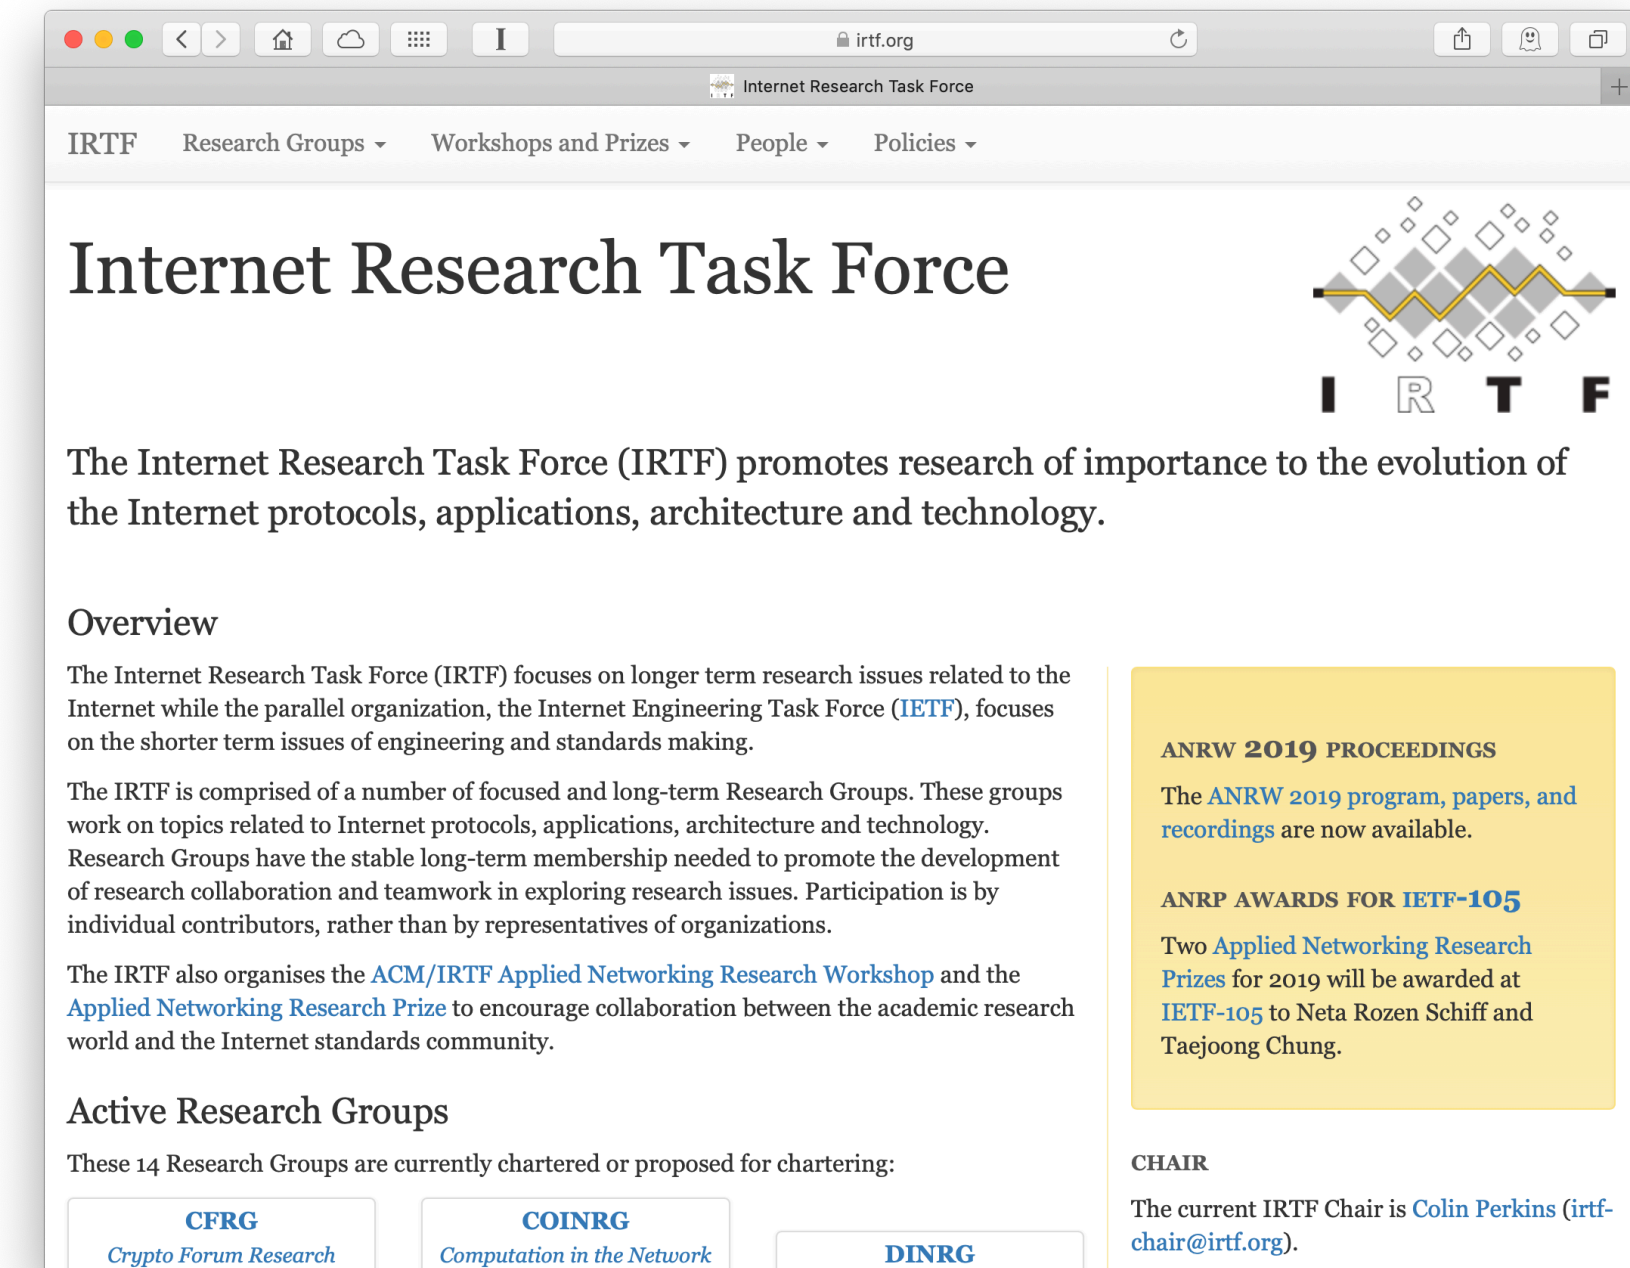 irtf.org
Internet Research Task Force
IRTF Research Groups Workshops and Prizes People Policies
Internet Research Task Force
I R T F
The Internet Research Task Force (IRTF) promotes research of importance to the evolution of
the Internet protocols, applications, architecture and technology.
Overview
The Internet Research Task Force (IRTF) focuses on longer term research issues related to the
Internet while the parallel organization, the Internet Engineering Task Force (IETF), focuses
on the shorter term issues of engineering and standards making.
The IRTF is comprised of a number of focused and long-term Research Groups. These groups
work on topics related to Internet protocols, applications, architecture and technology.
Research Groups have the stable long-term membership needed to promote the development
of research collaboration and teamwork in exploring research issues. Participation is by
individual contributors, rather than by representatives of organizations.
The IRTF also organises the ACM/IRTF Applied Networking Research Workshop and the
Applied Networking Research Prize to encourage collaboration between the academic research
world and the Internet standards community.
Active Research Groups
These 14 Research Groups are currently chartered or proposed for chartering:
CFRG
Crypto Forum Research
COINRG
Computation in the Network
DINRG
ANRW 2019 PROCEEDINGS
The ANRW 2019 program, papers, and
recordings are now available.
ANRP AWARDS FOR IETF-105
Two Applied Networking Research
Prizes for 2019 will be awarded at
IETF-105 to Neta Rozen Schiff and
Taejoong Chung.
CHAIR
The current IRTF Chair is Colin Perkins (irtf-
chair@irtf.org).